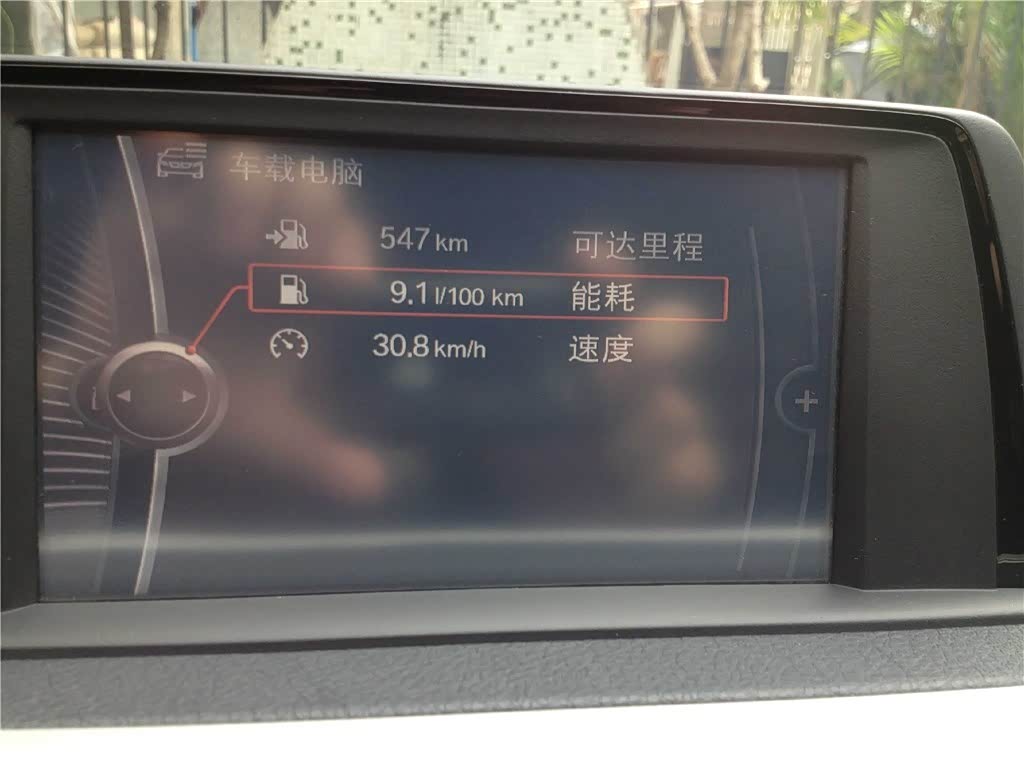 车载电脑
547 km 可达里程
9.1 l/100 km 能耗
30.8 km/h 速度